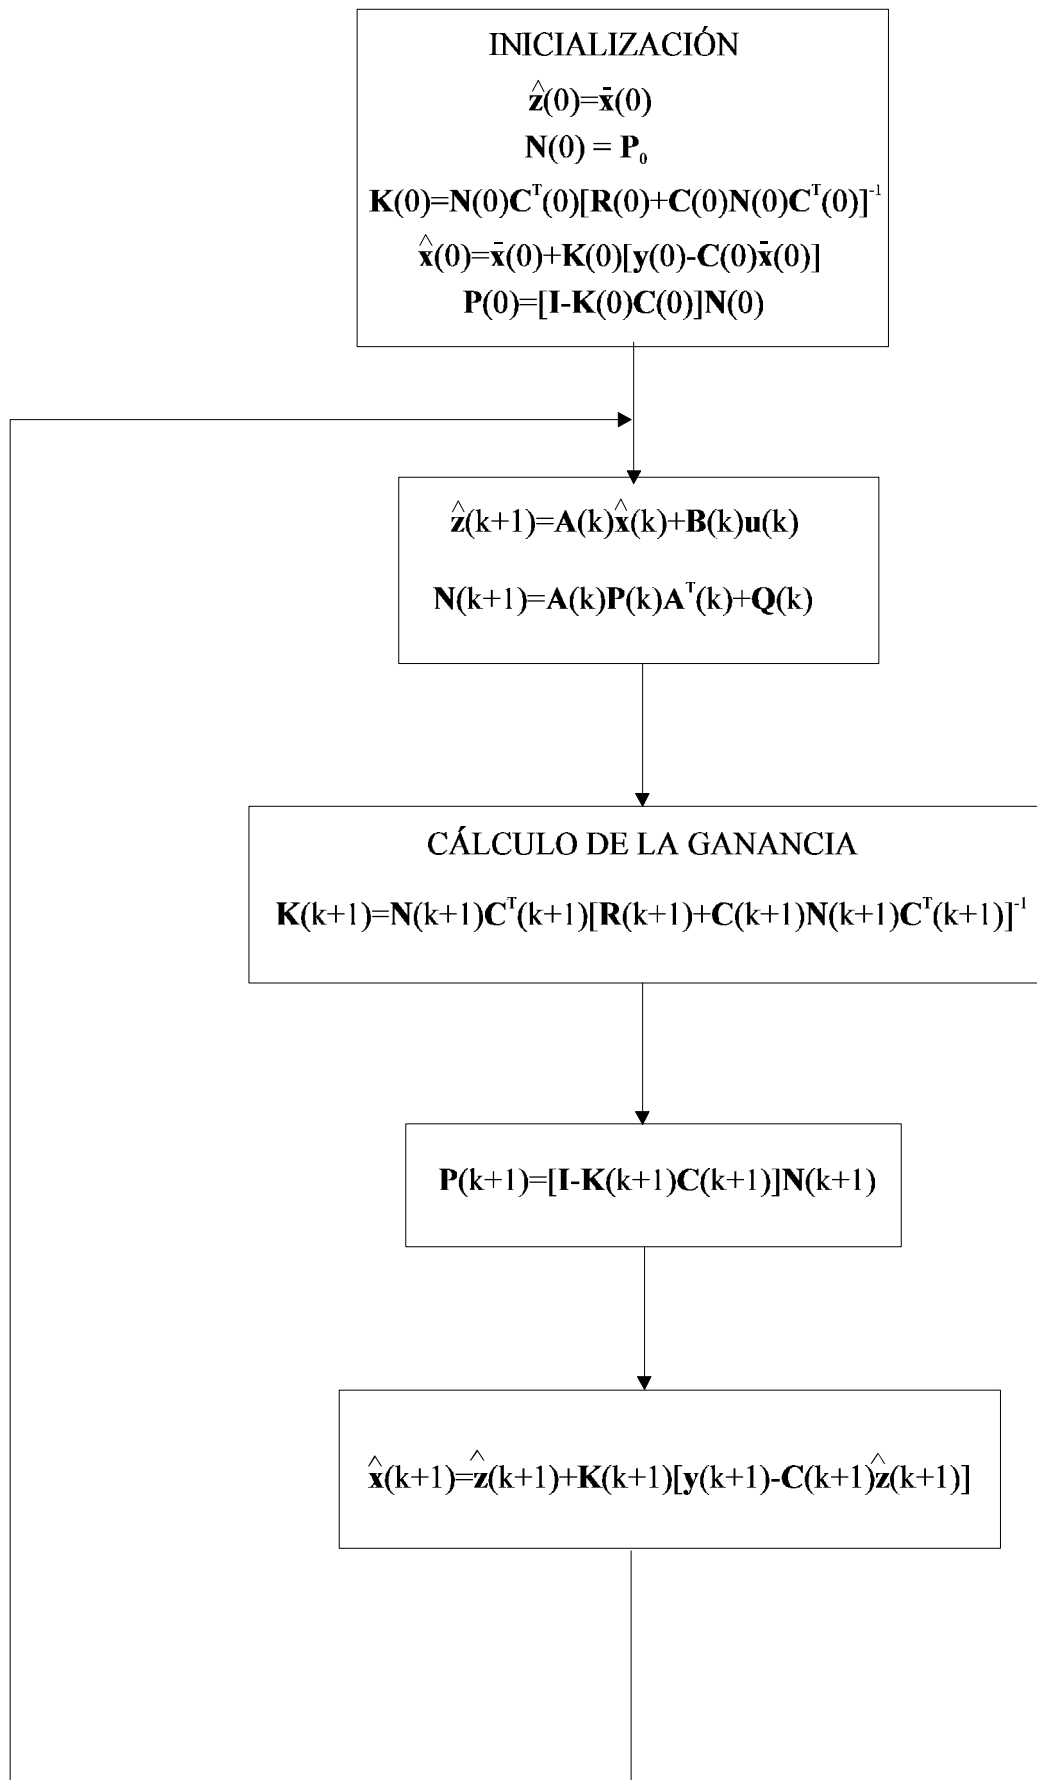 INICIALIZACIÓN
ẑ(0)=x̄(0)
N(0) = P₀
K(0)=N(0)Cᵀ(0)[R(0)+C(0)N(0)Cᵀ(0)]⁻¹
x̂(0)=x̄(0)+K(0)[y(0)-C(0)x̄(0)]
P(0)=[I-K(0)C(0)]N(0)
ẑ(k+1)=A(k)x̂(k)+B(k)u(k)
N(k+1)=A(k)P(k)Aᵀ(k)+Q(k)
CÁLCULO DE LA GANANCIA
K(k+1)=N(k+1)Cᵀ(k+1)[R(k+1)+C(k+1)N(k+1)Cᵀ(k+1)]⁻¹
P(k+1)=[I-K(k+1)C(k+1)]N(k+1)
x̂(k+1)=ẑ(k+1)+K(k+1)[y(k+1)-C(k+1)ẑ(k+1)]